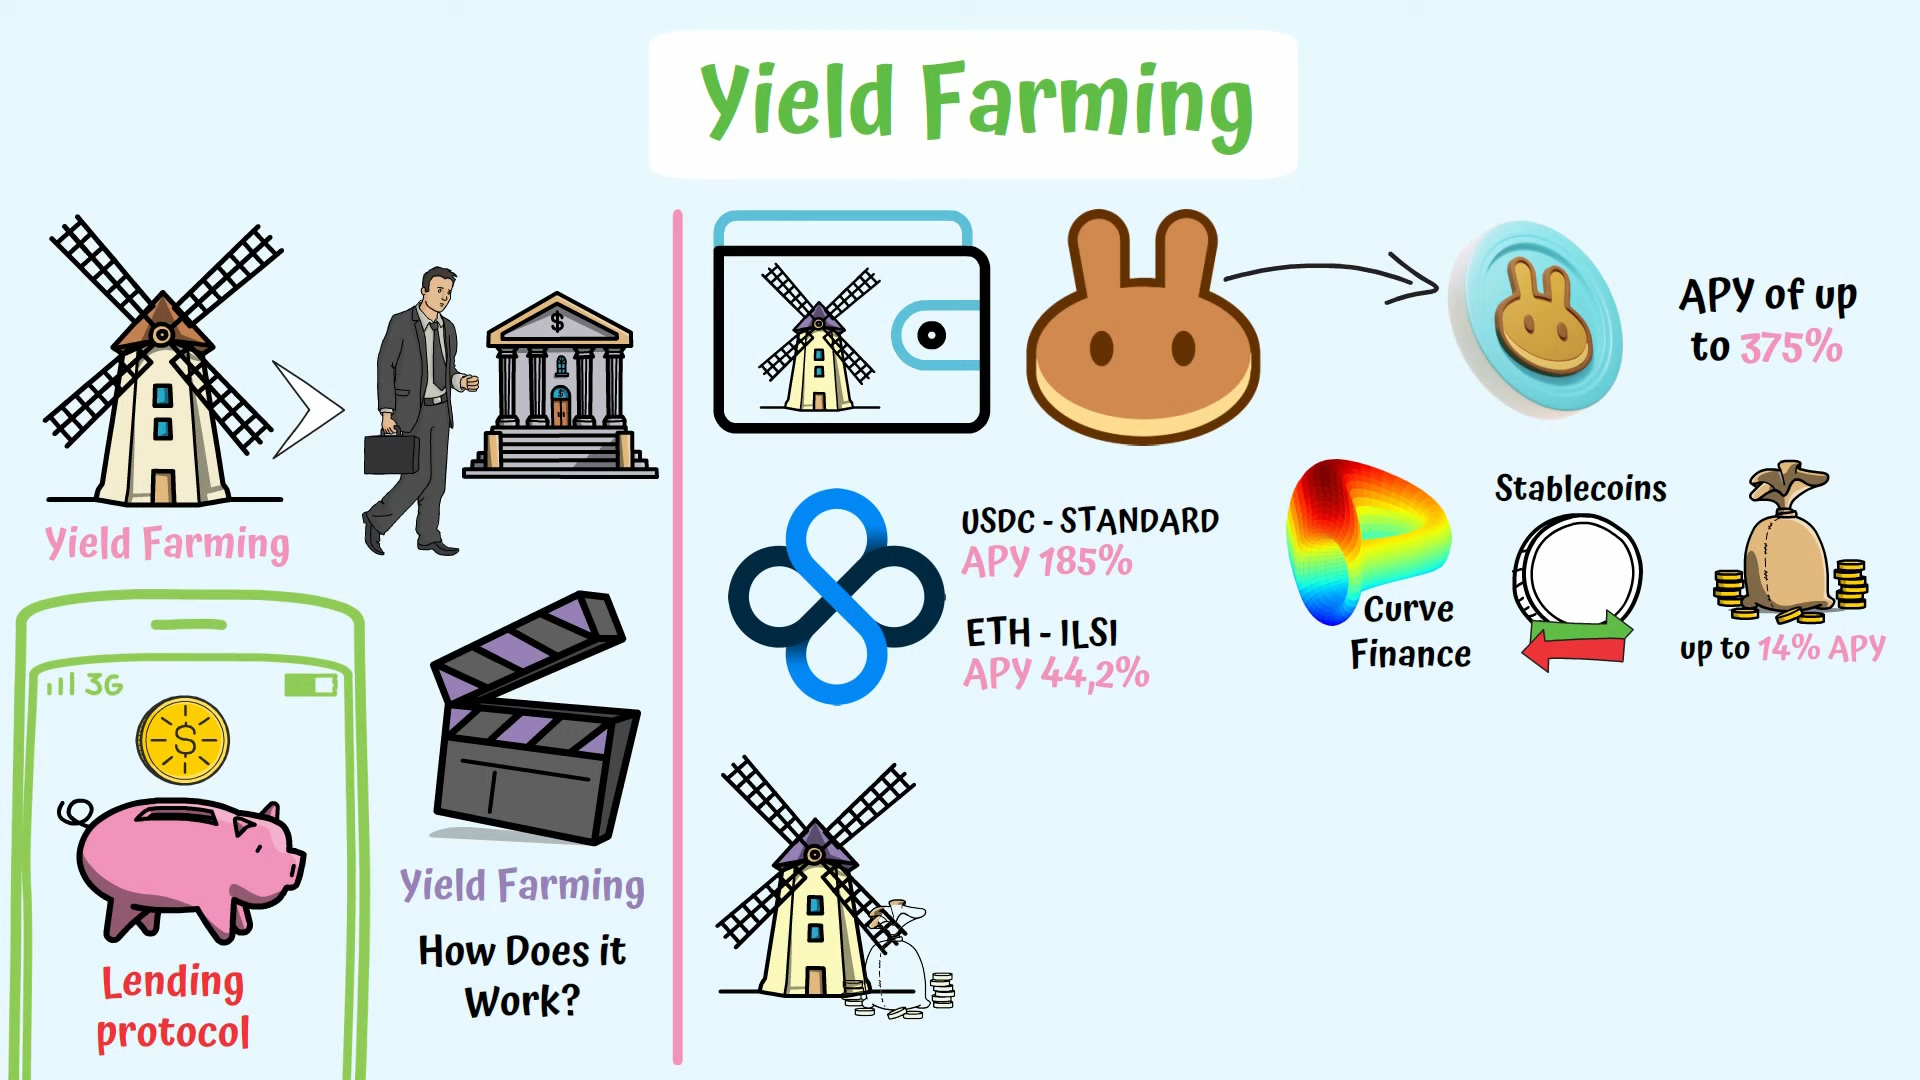 Yield Farming
Yield Farming
$
3G
$
Lending
protocol
Yield Farming
How Does it
Work?
APY of up
to 375%
USDC - STANDARD
APY 185%
ETH - ILSI
APY 44,2%
Curve
Finance
Stablecoins
up to 14% APY